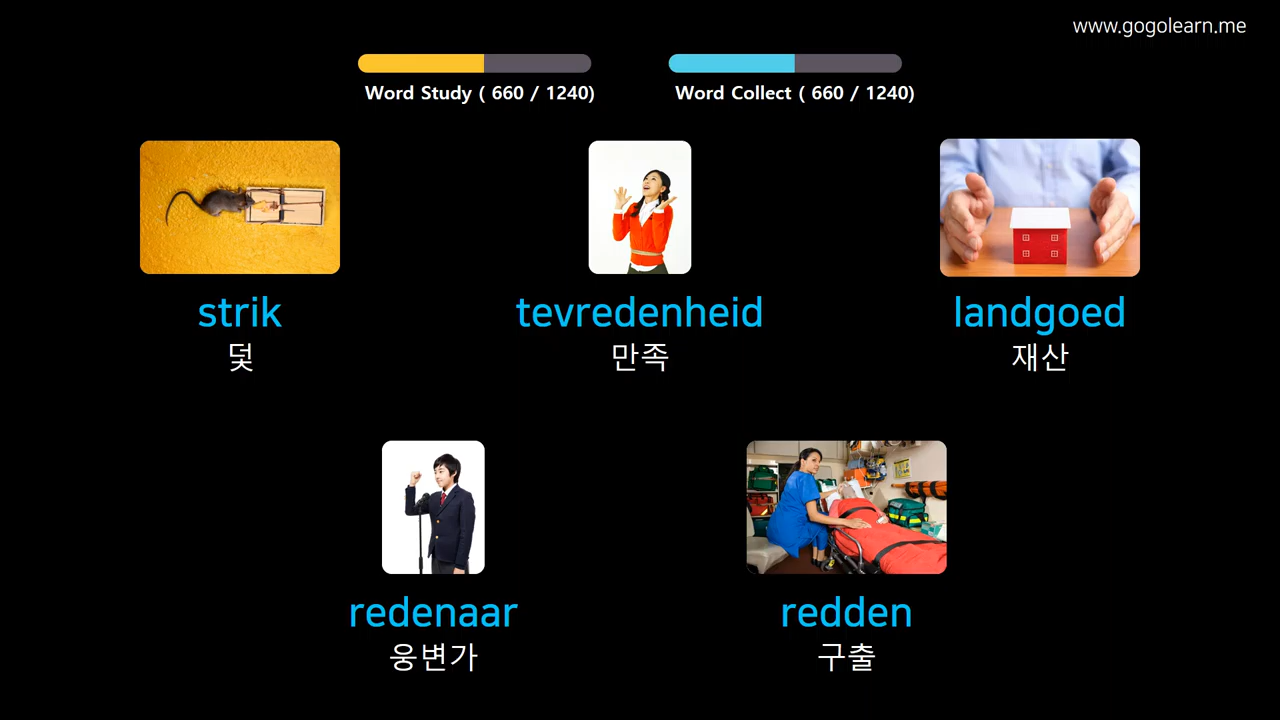 www.gogolearn.me
Word Study ( 660 / 1240)
Word Collect ( 660 / 1240)
strik
덫
tevredenheid
만족
landgoed
재산
redenaar
웅변가
redden
구출